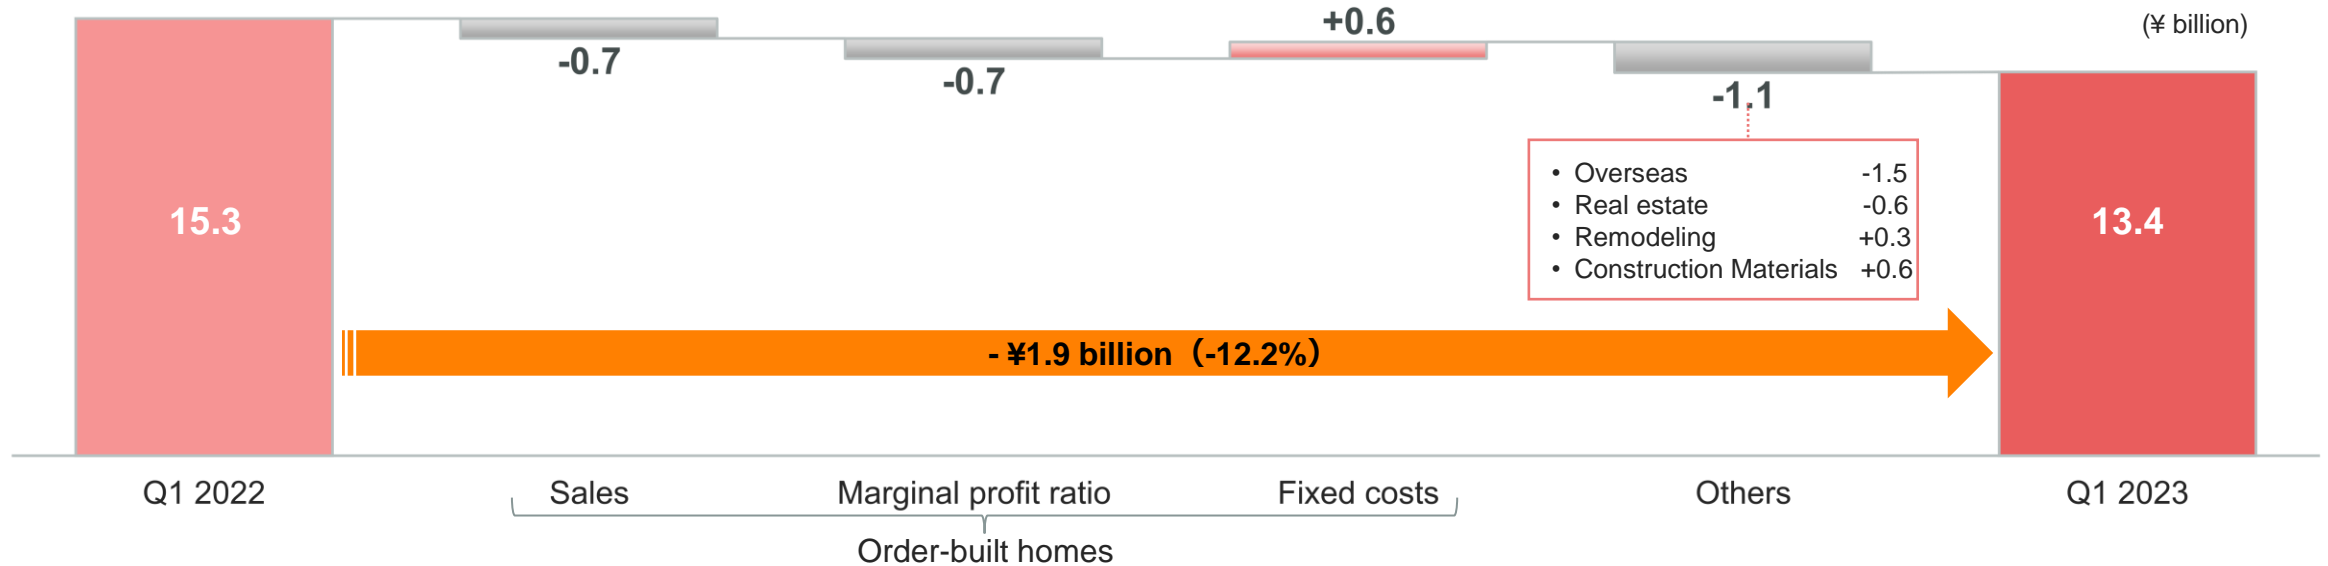 +0.6
(¥ billion)
-0.7
-0.7
-1.1
• Overseas -1.5
• Real estate -0.6
• Remodeling +0.3
• Construction Materials +0.6
15.3
13.4
- ¥1.9 billion（-12.2%）
Q1 2022
Sales
Marginal profit ratio
Fixed costs
Others
Q1 2023
Order-built homes